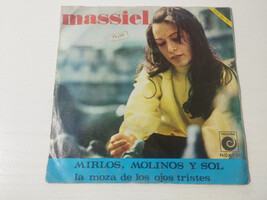 massiel
MIRLOS, MOLINOS Y SOL
la moza de los ojos tristes